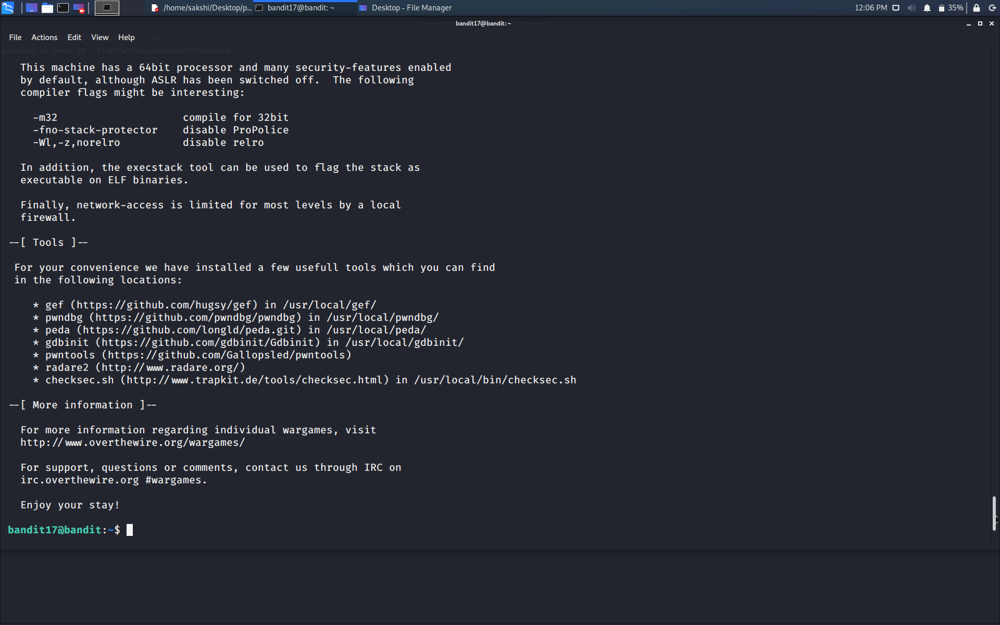 /home/sakshi/Desktop/p... bandit17@bandit: ~ Desktop - File Manager 12:06 PM 35%
bandit17@bandit: ~
File Actions Edit View Help
password to level 16 -
This machine has a 64bit processor and many security-features enabled
by default, although ASLR has been switched off.  The following
compiler flags might be interesting:
-m32                    compile for 32bit
-fno-stack-protector    disable ProPolice
-Wl,-z,norelro          disable relro
In addition, the execstack tool can be used to flag the stack as
executable on ELF binaries.
Finally, network-access is limited for most levels by a local
firewall.
--[ Tools ]--
For your convenience we have installed a few usefull tools which you can find
in the following locations:
* gef (https://github.com/hugsy/gef) in /usr/local/gef/
* pwndbg (https://github.com/pwndbg/pwndbg) in /usr/local/pwndbg/
* peda (https://github.com/longld/peda.git) in /usr/local/peda/
* gdbinit (https://github.com/gdbinit/Gdbinit) in /usr/local/gdbinit/
* pwntools (https://github.com/Gallopsled/pwntools)
* radare2 (http://www.radare.org/)
* checksec.sh (http://www.trapkit.de/tools/checksec.html) in /usr/local/bin/checksec.sh
--[ More information ]--
For more information regarding individual wargames, visit
http://www.overthewire.org/wargames/
For support, questions or comments, contact us through IRC on
irc.overthewire.org #wargames.
Enjoy your stay!
bandit17@bandit:~$